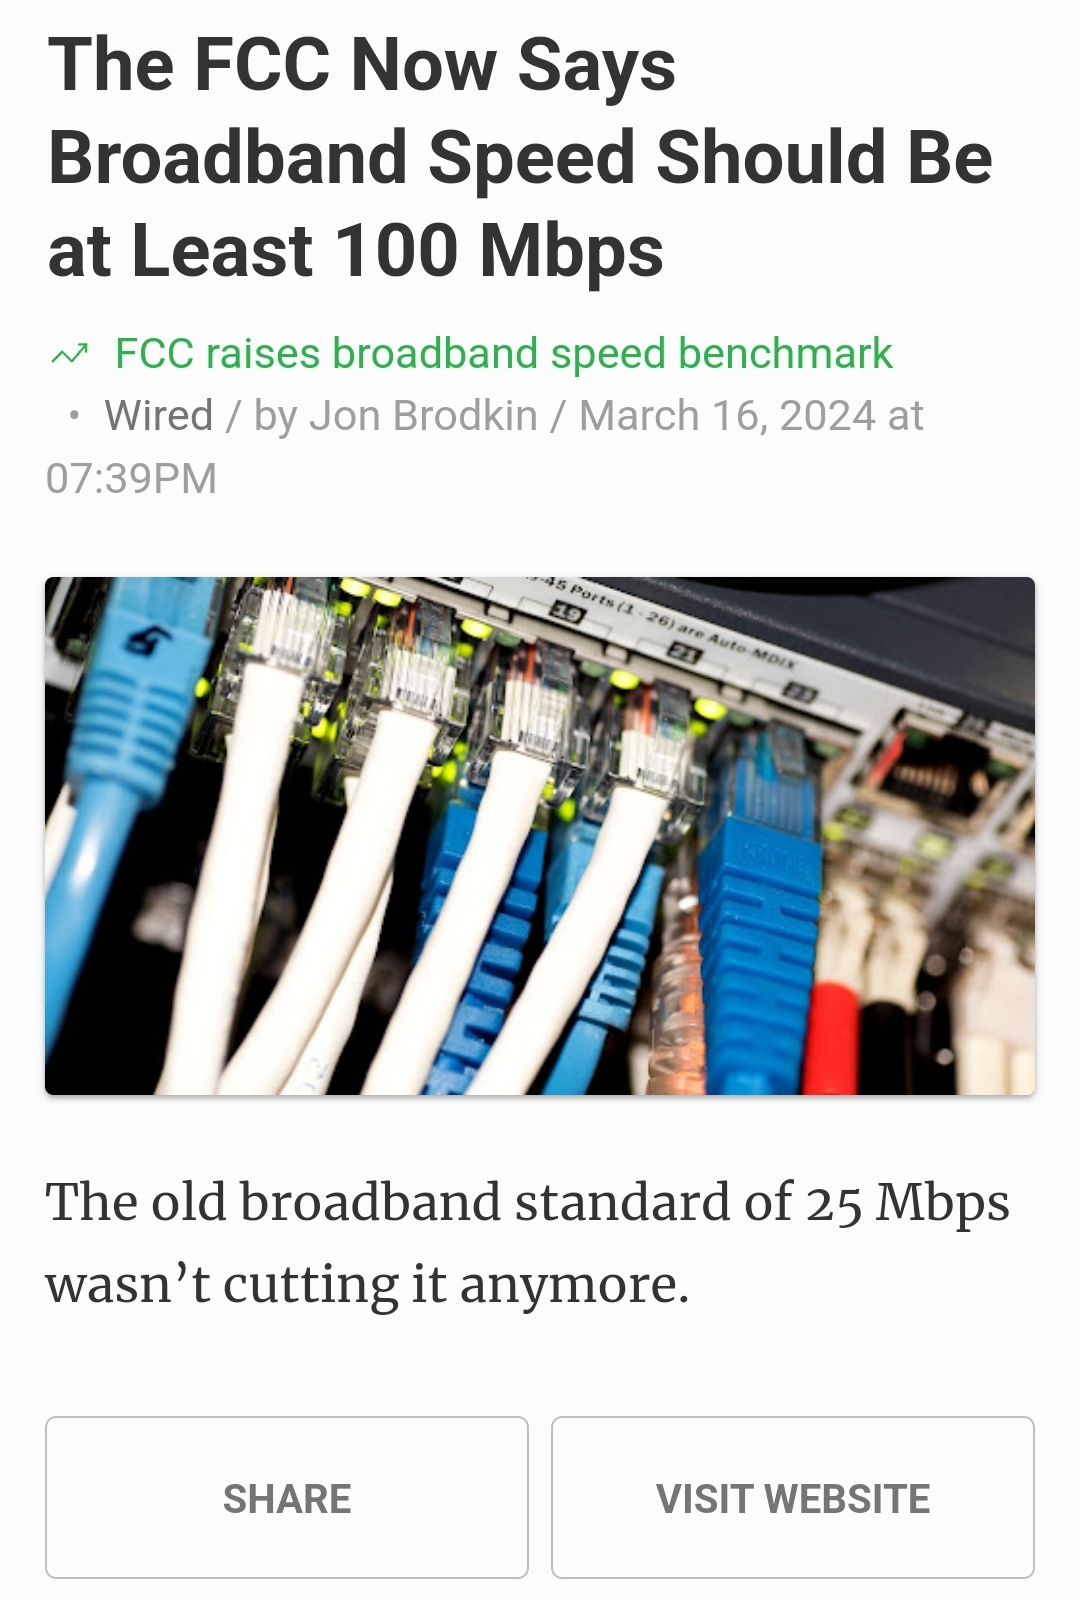 The FCC Now Says
Broadband Speed Should Be
at Least 100 Mbps
FCC raises broadband speed benchmark
• Wired / by Jon Brodkin / March 16, 2024 at
07:39PM
-45 Ports (1 - 26) are Auto-MDIX
19
21
23
The old broadband standard of 25 Mbps
wasn’t cutting it anymore.
SHARE
VISIT WEBSITE